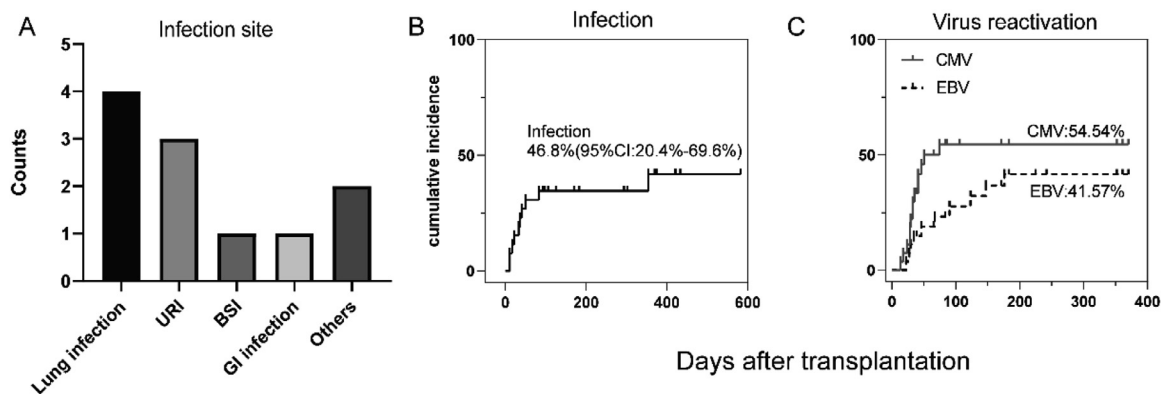 A
Infection site
Counts
5
4
3
2
1
0
Lung infection
URI
BSI
GI infection
Others
B
Infection
cumulative incidence
100
50
0
Infection
46.8%(95%CI:20.4%-69.6%)
0
200
400
600
C
Virus reactivation
100
50
0
CMV
EBV
CMV:54.54%
EBV:41.57%
0
100
200
300
400
Days after transplantation